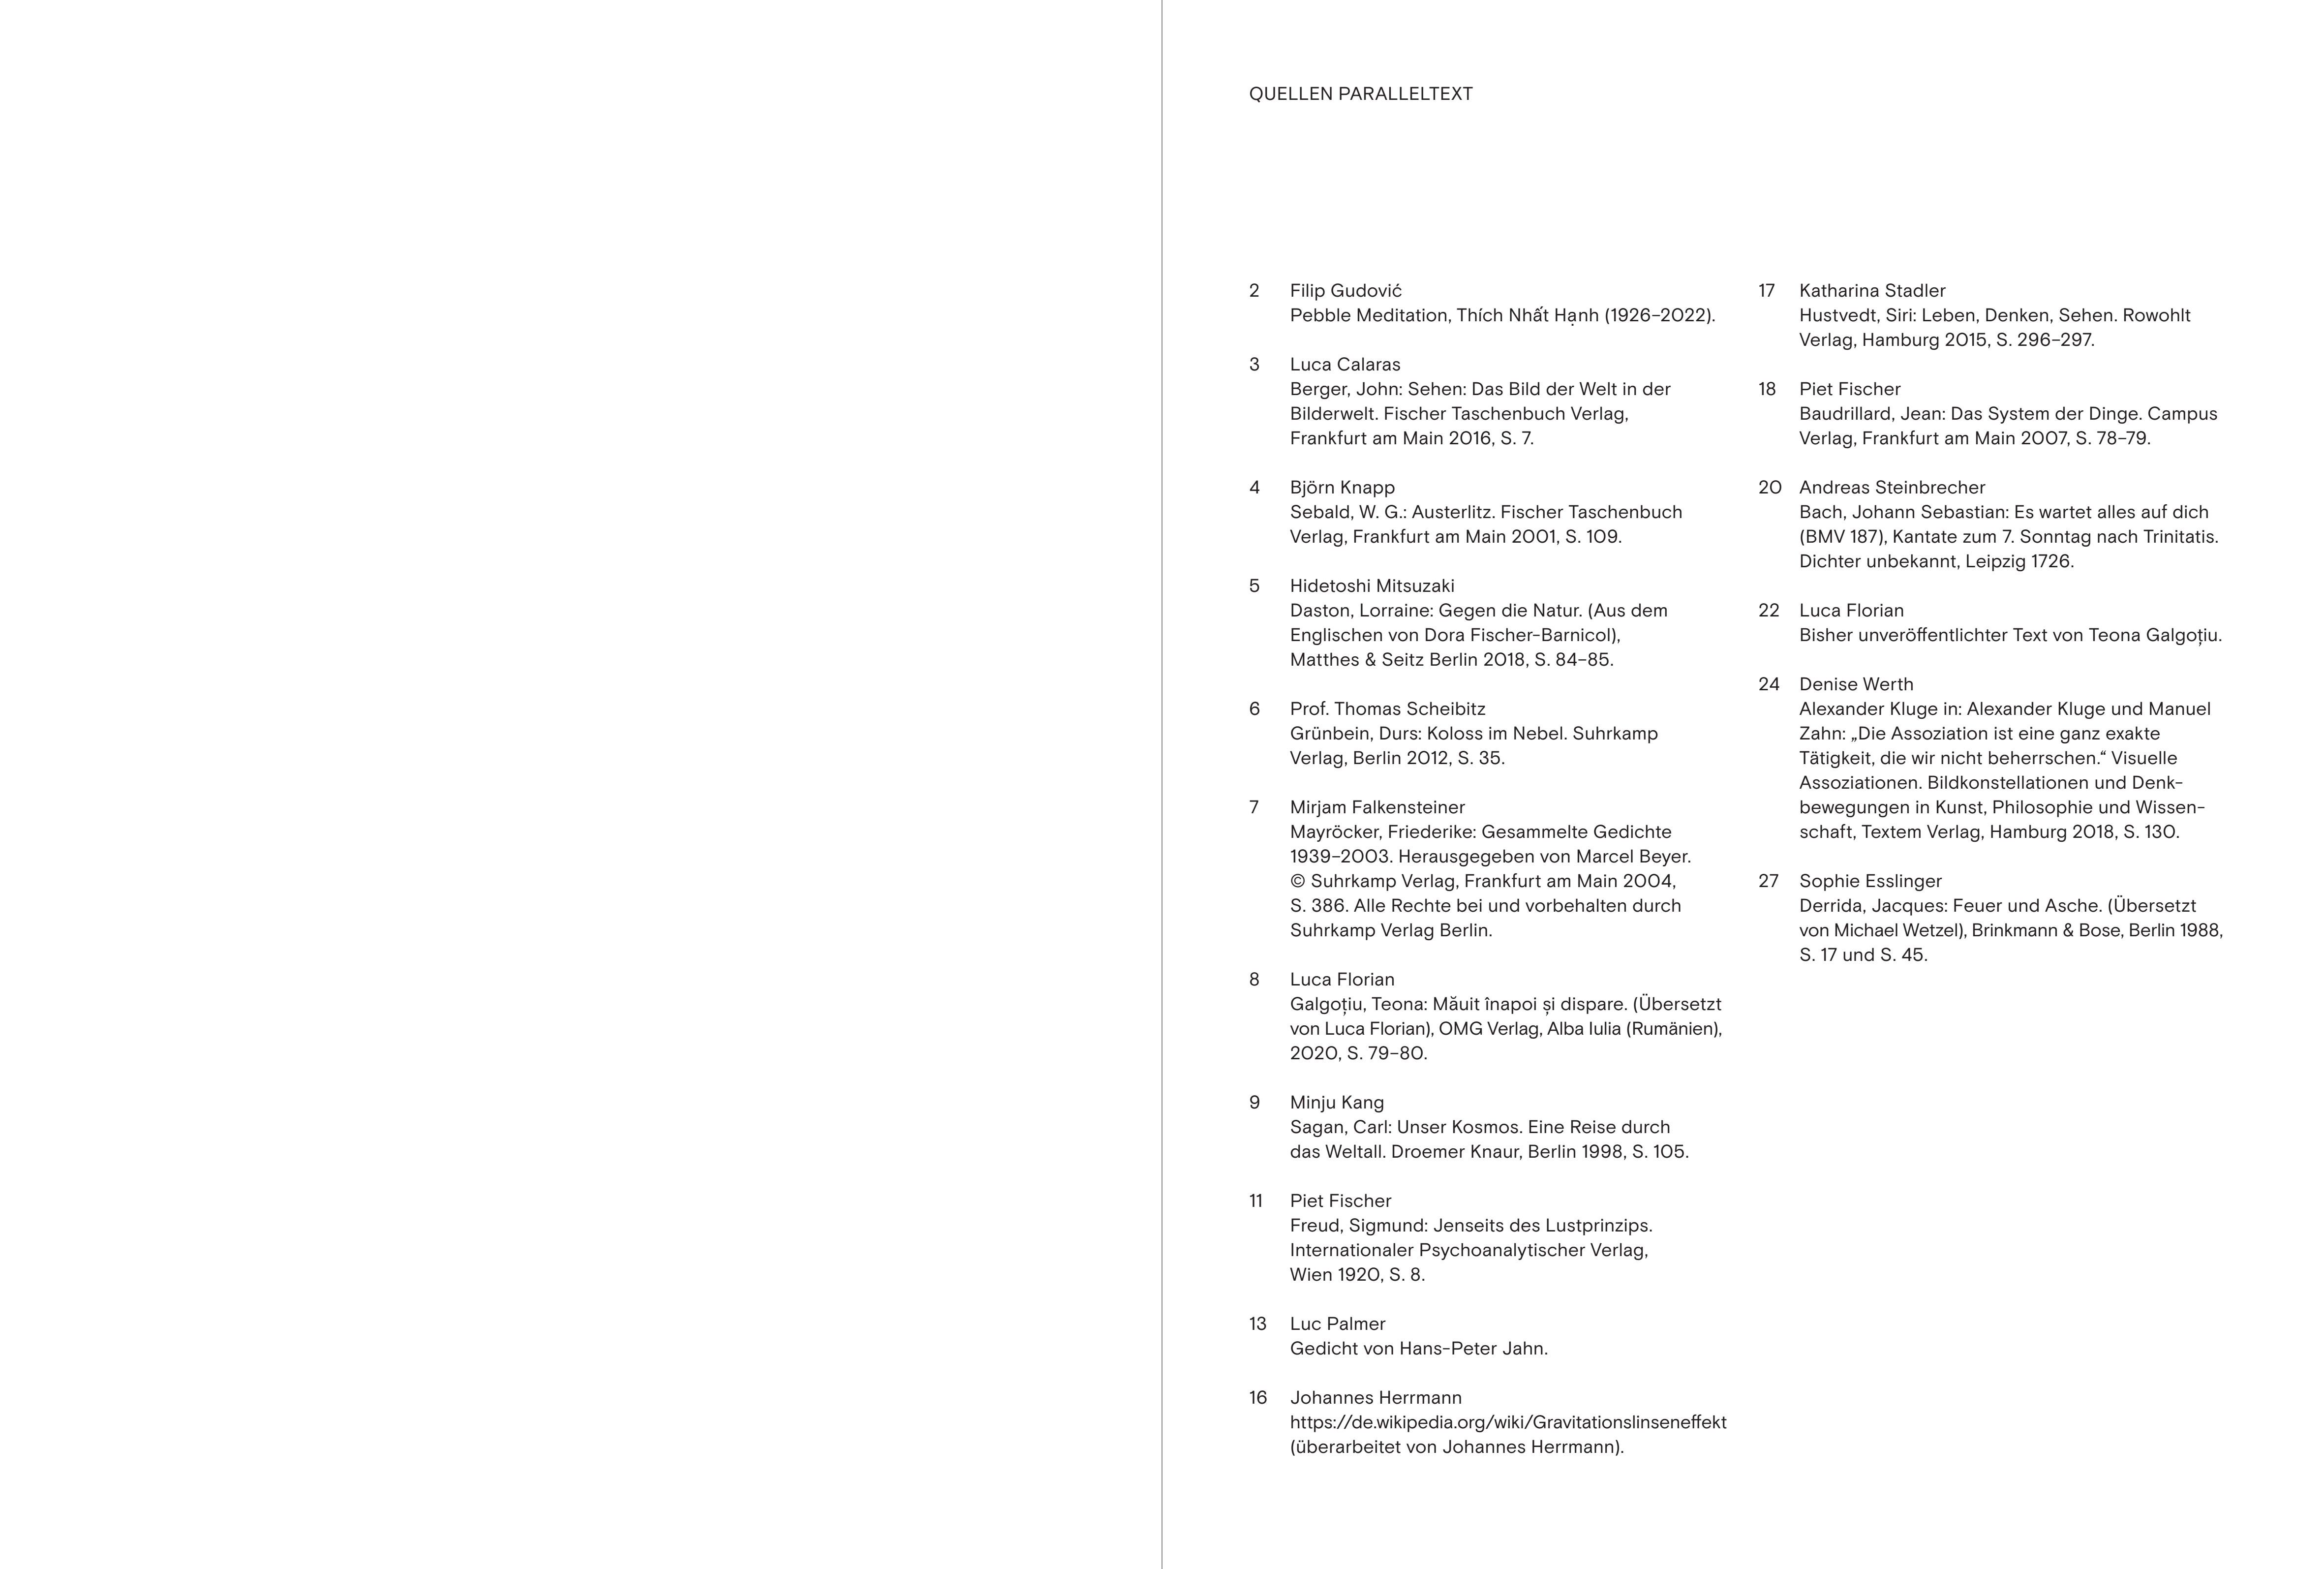 QUELLEN PARALLELTEXT
2 Filip Gudović
Pebble Meditation, Thích Nhất Hạnh (1926–2022).
3 Luca Calaras
Berger, John: Sehen: Das Bild der Welt in der
Bilderwelt. Fischer Taschenbuch Verlag,
Frankfurt am Main 2016, S. 7.
4 Björn Knapp
Sebald, W. G.: Austerlitz. Fischer Taschenbuch
Verlag, Frankfurt am Main 2001, S. 109.
5 Hidetoshi Mitsuzaki
Daston, Lorraine: Gegen die Natur. (Aus dem
Englischen von Dora Fischer-Barnicol),
Matthes & Seitz Berlin 2018, S. 84–85.
6 Prof. Thomas Scheibitz
Grünbein, Durs: Koloss im Nebel. Suhrkamp
Verlag, Berlin 2012, S. 35.
7 Mirjam Falkensteiner
Mayröcker, Friederike: Gesammelte Gedichte
1939–2003. Herausgegeben von Marcel Beyer.
© Suhrkamp Verlag, Frankfurt am Main 2004,
S. 386. Alle Rechte bei und vorbehalten durch
Suhrkamp Verlag Berlin.
8 Luca Florian
Galgoțiu, Teona: Măuit înapoi și dispare. (Übersetzt
von Luca Florian), OMG Verlag, Alba Iulia (Rumänien),
2020, S. 79–80.
9 Minju Kang
Sagan, Carl: Unser Kosmos. Eine Reise durch
das Weltall. Droemer Knaur, Berlin 1998, S. 105.
11 Piet Fischer
Freud, Sigmund: Jenseits des Lustprinzips.
Internationaler Psychoanalytischer Verlag,
Wien 1920, S. 8.
13 Luc Palmer
Gedicht von Hans-Peter Jahn.
16 Johannes Herrmann
https://de.wikipedia.org/wiki/Gravitationslinseneffekt
(überarbeitet von Johannes Herrmann).
17 Katharina Stadler
Hustvedt, Siri: Leben, Denken, Sehen. Rowohlt
Verlag, Hamburg 2015, S. 296–297.
18 Piet Fischer
Baudrillard, Jean: Das System der Dinge. Campus
Verlag, Frankfurt am Main 2007, S. 78–79.
20 Andreas Steinbrecher
Bach, Johann Sebastian: Es wartet alles auf dich
(BMV 187), Kantate zum 7. Sonntag nach Trinitatis.
Dichter unbekannt, Leipzig 1726.
22 Luca Florian
Bisher unveröffentlichter Text von Teona Galgoțiu.
24 Denise Werth
Alexander Kluge in: Alexander Kluge und Manuel
Zahn: „Die Assoziation ist eine ganz exakte
Tätigkeit, die wir nicht beherrschen.“ Visuelle
Assoziationen. Bildkonstellationen und Denk-
bewegungen in Kunst, Philosophie und Wissen-
schaft, Textem Verlag, Hamburg 2018, S. 130.
27 Sophie Esslinger
Derrida, Jacques: Feuer und Asche. (Übersetzt
von Michael Wetzel), Brinkmann & Bose, Berlin 1988,
S. 17 und S. 45.